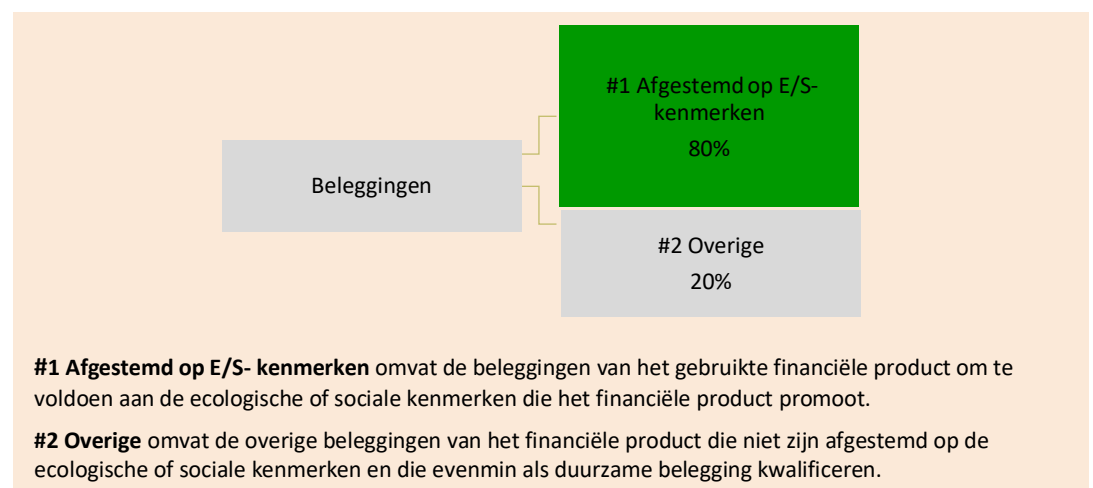 #1 Afgestemd op E/S-
kenmerken
80%
Beleggingen
#2 Overige
20%
#1 Afgestemd op E/S- kenmerken omvat de beleggingen van het gebruikte financiële product om te
voldoen aan de ecologische of sociale kenmerken die het financiële product promoot.
#2 Overige omvat de overige beleggingen van het financiële product die niet zijn afgestemd op de
ecologische of sociale kenmerken en die evenmin als duurzame belegging kwalificeren.